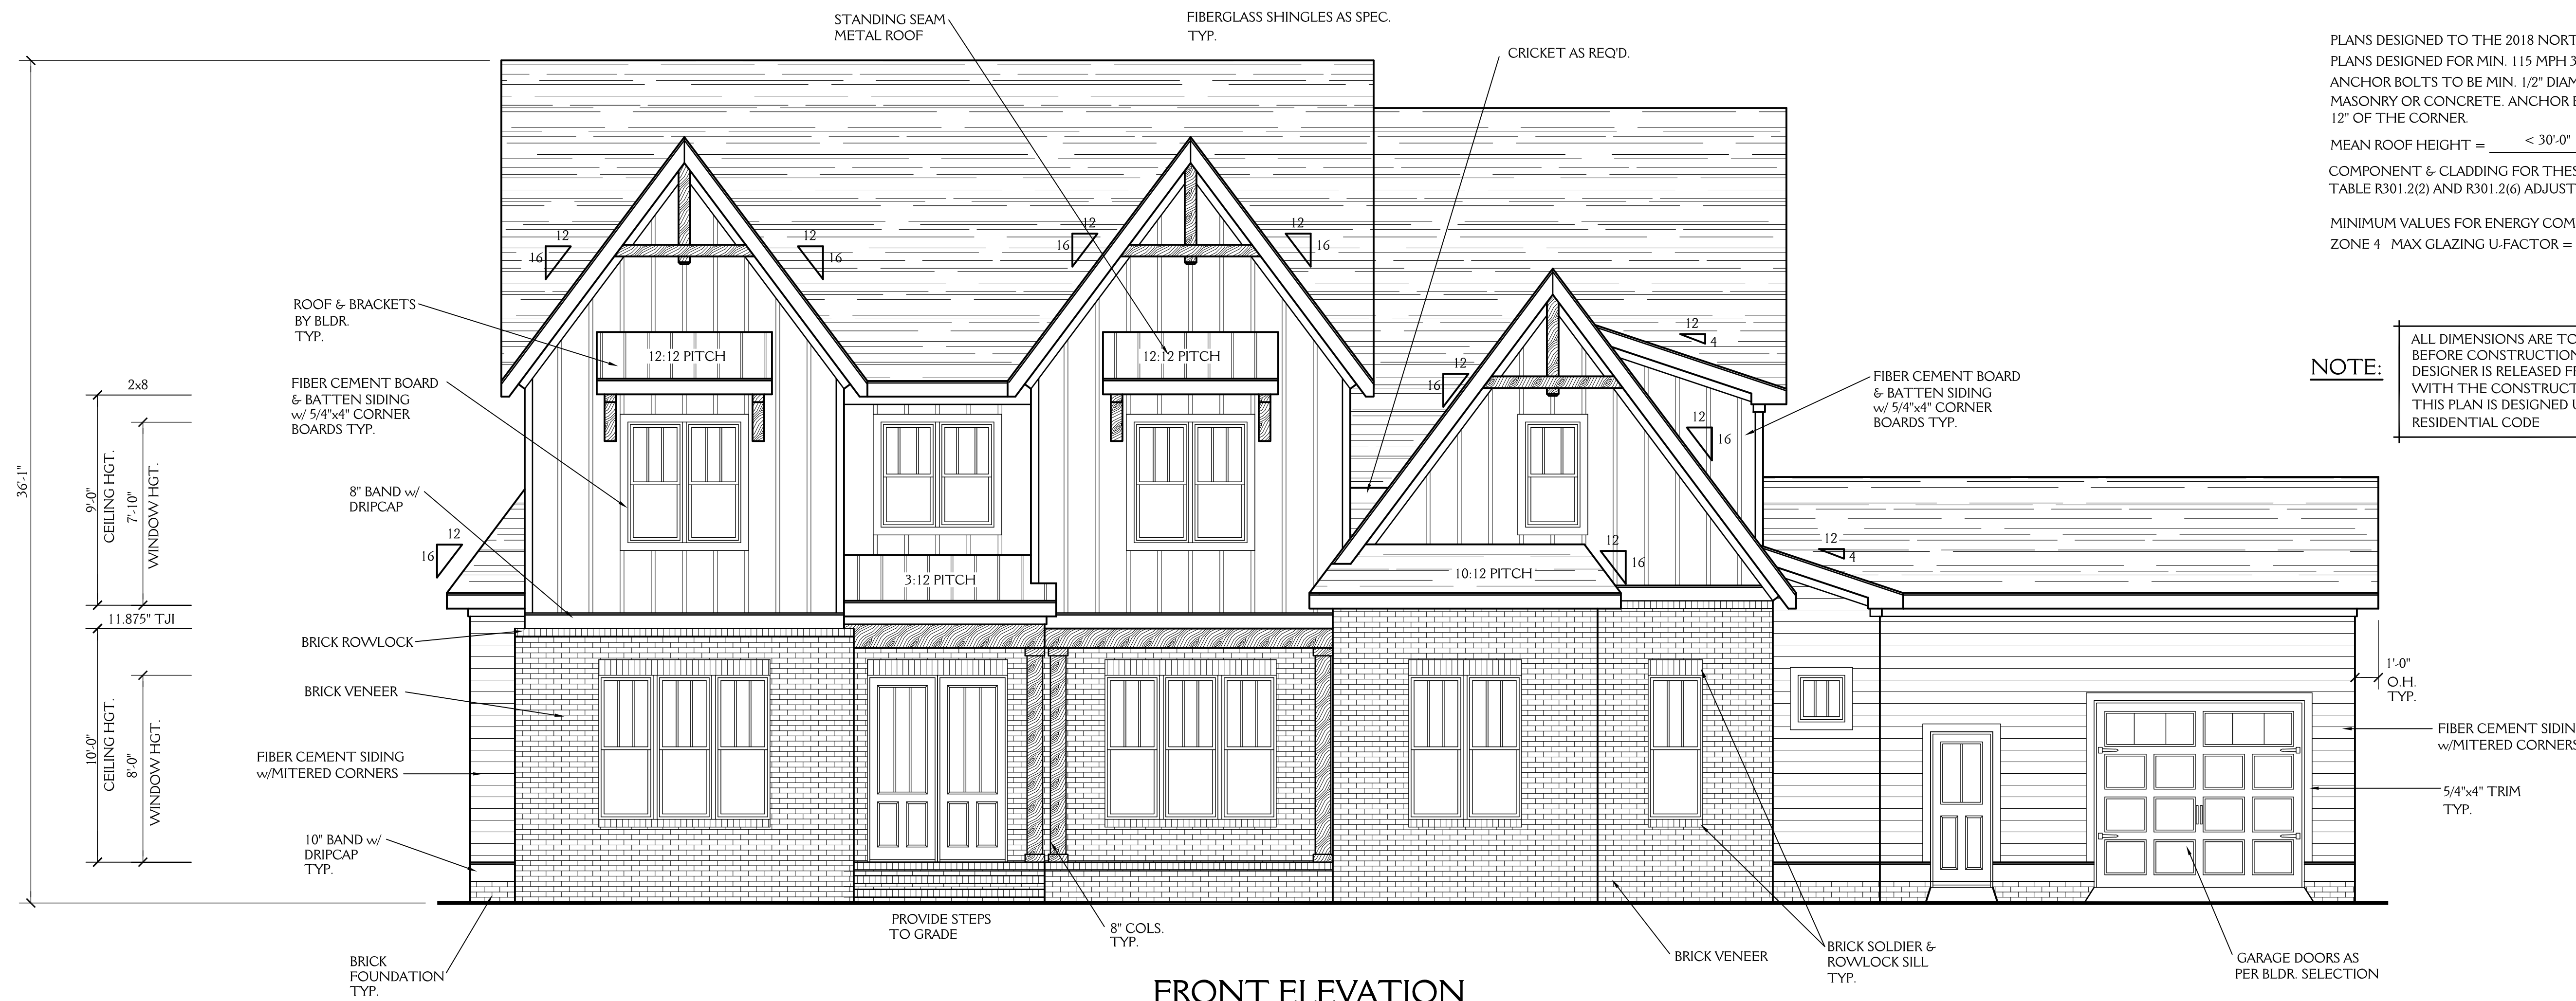 STANDING SEAM
METAL ROOF
FIBERGLASS SHINGLES AS SPEC.
TYP.
CRICKET AS REQ'D.
PLANS DESIGNED TO THE 2018 NORT
PLANS DESIGNED FOR MIN. 115 MPH 3
ANCHOR BOLTS TO BE MIN. 1/2" DIAM
MASONRY OR CONCRETE. ANCHOR B
12" OF THE CORNER.
MEAN ROOF HEIGHT = < 30'-0"
COMPONENT & CLADDING FOR THES
TABLE R301.2(2) AND R301.2(6) ADJUST
MINIMUM VALUES FOR ENERGY COM
ZONE 4 MAX GLAZING U-FACTOR =
NOTE:
ALL DIMENSIONS ARE TO
BEFORE CONSTRUCTION
DESIGNER IS RELEASED F
WITH THE CONSTRUCT
THIS PLAN IS DESIGNED U
RESIDENTIAL CODE
12
16
12
16
12
16
12
16
12
4
12
16
12
16
12
16
12
4
12
16
ROOF & BRACKETS
BY BLDR.
TYP.
12:12 PITCH
12:12 PITCH
FIBER CEMENT BOARD
& BATTEN SIDING
w/ 5/4"x4" CORNER
BOARDS TYP.
FIBER CEMENT BOARD
& BATTEN SIDING
w/ 5/4"x4" CORNER
BOARDS TYP.
2x8
36'-1"
9'-0"
CEILING HGT.
7'-10"
WINDOW HGT.
8" BAND w/
DRIPCAP
3:12 PITCH
10:12 PITCH
11.875" TJI
BRICK ROWLOCK
BRICK VENEER
10'-0"
CEILING HGT.
8'-0"
WINDOW HGT.
FIBER CEMENT SIDING
w/MITERED CORNERS
10" BAND w/
DRIPCAP
TYP.
1'-0"
O.H.
TYP.
FIBER CEMENT SIDIN
w/MITERED CORNERS
5/4"x4" TRIM
TYP.
PROVIDE STEPS
TO GRADE
8" COLS.
TYP.
BRICK
FOUNDATION
TYP.
BRICK VENEER
BRICK SOLDIER &
ROWLOCK SILL
TYP.
GARAGE DOORS AS
PER BLDR. SELECTION
FRONT ELEVATION